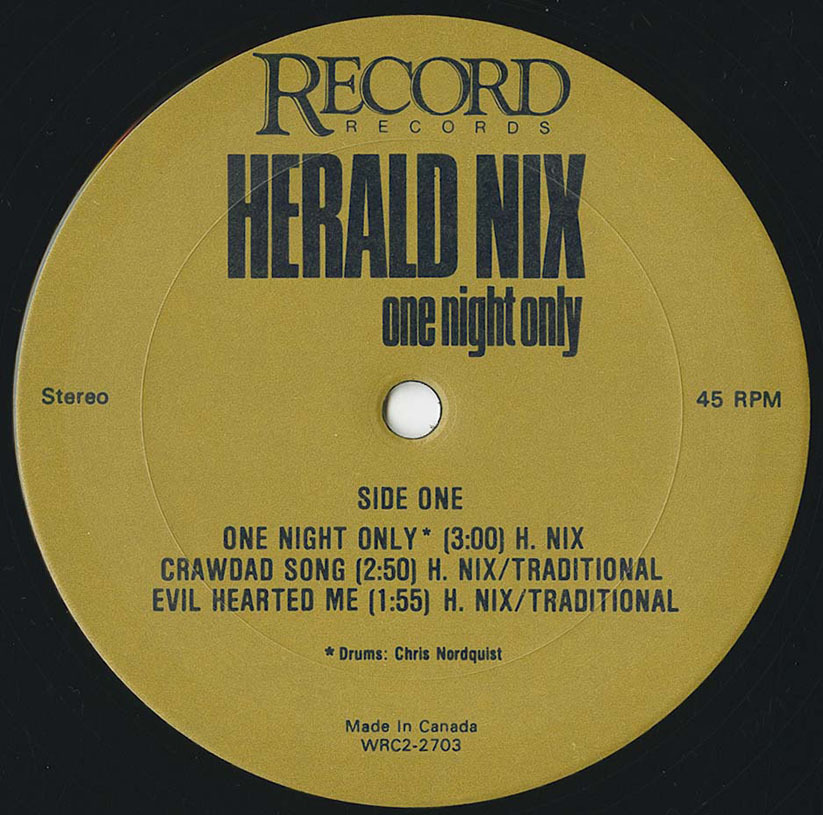 RECORD
RECORDS
HERALD NIX
one night only
Stereo
45 RPM
SIDE ONE
ONE NIGHT ONLY* (3:00) H. NIX
CRAWDAD SONG (2:50) H. NIX/TRADITIONAL
EVIL HEARTED ME (1:55) H. NIX/TRADITIONAL
* Drums: Chris Nordquist
Made In Canada
WRC2-2703